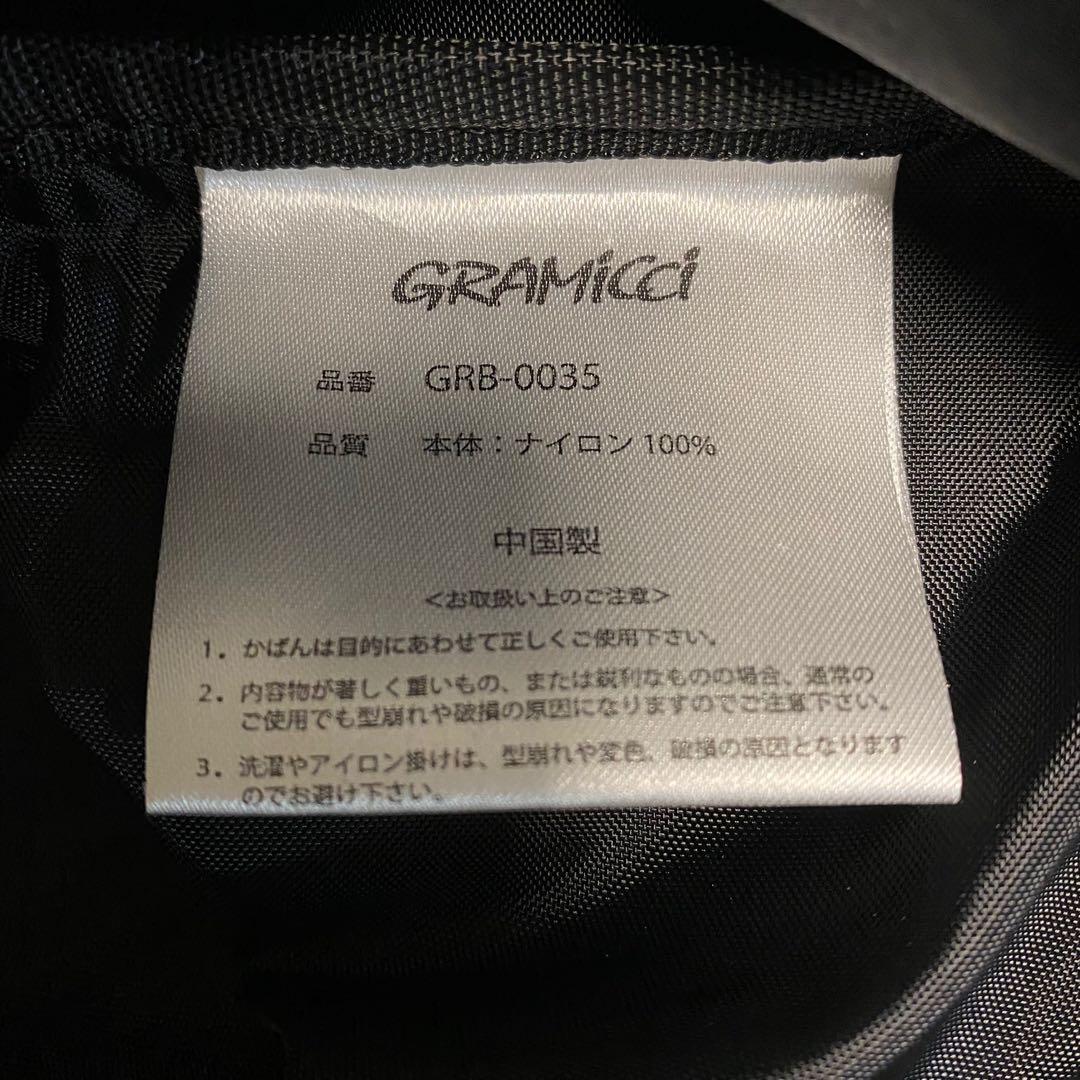 GRAMiCCi
品番 GRB-0035
品質 本体：ナイロン 100%
中国製
＜お取扱い上のご注意＞
1. かばんは目的にあわせて正しくご使用下さい。
2. 内容物が著しく重いもの、または鋭利なものの場合、通常の
ご使用でも型崩れや破損の原因になりますのでご注意下さい。
3. 洗濯やアイロン掛けは、型崩れや変色、破損の原因となります
のでお避け下さい。